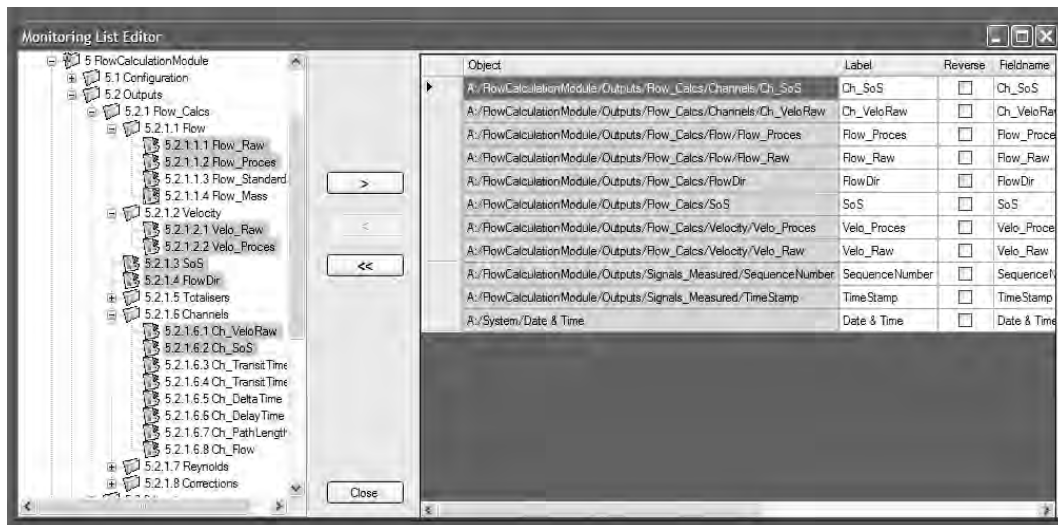 Monitoring List Editor
5 FlowCalculationModule
5.1 Configuration
5.2 Outputs
5.2.1 Flow_Calcs
5.2.1.1 Flow
5.2.1.1.1 Flow_Raw
5.2.1.1.2 Flow_Proces
5.2.1.1.3 Flow_Standard
5.2.1.1.4 Flow_Mass
5.2.1.2 Velocity
5.2.1.2.1 Velo_Raw
5.2.1.2.2 Velo_Proces
5.2.1.3 SoS
5.2.1.4 FlowDir
5.2.1.5 Totalisers
5.2.1.6 Channels
5.2.1.6.1 Ch_VeloRaw
5.2.1.6.2 Ch_SoS
5.2.1.6.3 Ch_TransitTime
5.2.1.6.4 Ch_TransitTime
5.2.1.6.5 Ch_DeltaTime
5.2.1.6.6 Ch_DelayTime
5.2.1.6.7 Ch_PathLength
5.2.1.6.8 Ch_Flow
5.2.1.7 Reynolds
5.2.1.8 Corrections
>
<
<<
Close
Object Label Reverse Fieldname
A:/FlowCalculationModule/Outputs/Flow_Calcs/Channels/Ch_SoS Ch_SoS Ch_SoS
A:/FlowCalculationModule/Outputs/Flow_Calcs/Channels/Ch_VeloRaw Ch_VeloRaw Ch_VeloRa
A:/FlowCalculationModule/Outputs/Flow_Calcs/Flow/Flow_Proces Flow_Proces Flow_Proce
A:/FlowCalculationModule/Outputs/Flow_Calcs/Flow/Flow_Raw Flow_Raw Flow_Raw
A:/FlowCalculationModule/Outputs/Flow_Calcs/FlowDir FlowDir FlowDir
A:/FlowCalculationModule/Outputs/Flow_Calcs/SoS SoS SoS
A:/FlowCalculationModule/Outputs/Flow_Calcs/Velocity/Velo_Proces Velo_Proces Velo_Proce
A:/FlowCalculationModule/Outputs/Flow_Calcs/Velocity/Velo_Raw Velo_Raw Velo_Raw
A:/FlowCalculationModule/Outputs/Signals_Measured/SequenceNumber SequenceNumber SequenceN
A:/FlowCalculationModule/Outputs/Signals_Measured/TimeStamp TimeStamp TimeStamp
A:/System/Date & Time Date & Time Date & Time